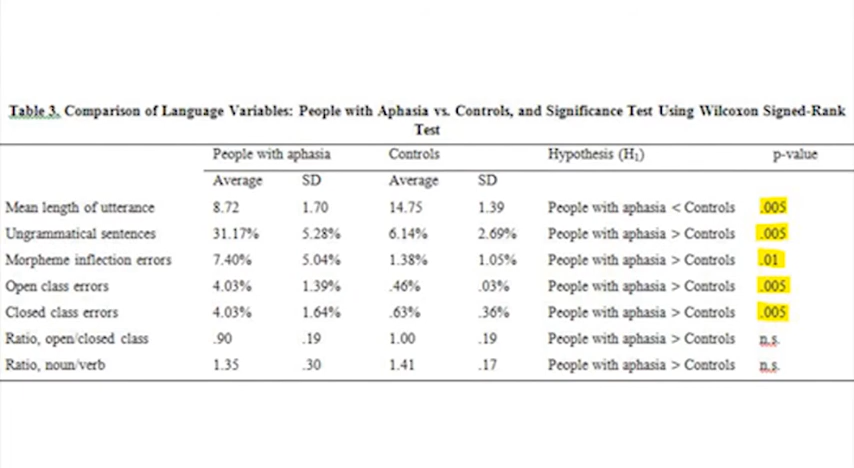 Table 3. Comparison of Language Variables: People with Aphasia vs. Controls, and Significance Test Using Wilcoxon Signed-Rank
Test
People with aphasia Controls Hypothesis (H₁) p-value
Average SD Average SD
Mean length of utterance 8.72 1.70 14.75 1.39 People with aphasia < Controls .005
Ungrammatical sentences 31.17% 5.28% 6.14% 2.69% People with aphasia > Controls .005
Morpheme inflection errors 7.40% 5.04% 1.38% 1.05% People with aphasia > Controls .01
Open class errors 4.03% 1.39% .46% .03% People with aphasia > Controls .005
Closed class errors 4.03% 1.64% .63% .36% People with aphasia > Controls .005
Ratio, open/closed class .90 .19 1.00 .19 People with aphasia > Controls n.s.
Ratio, noun/verb 1.35 .30 1.41 .17 People with aphasia > Controls n.s.